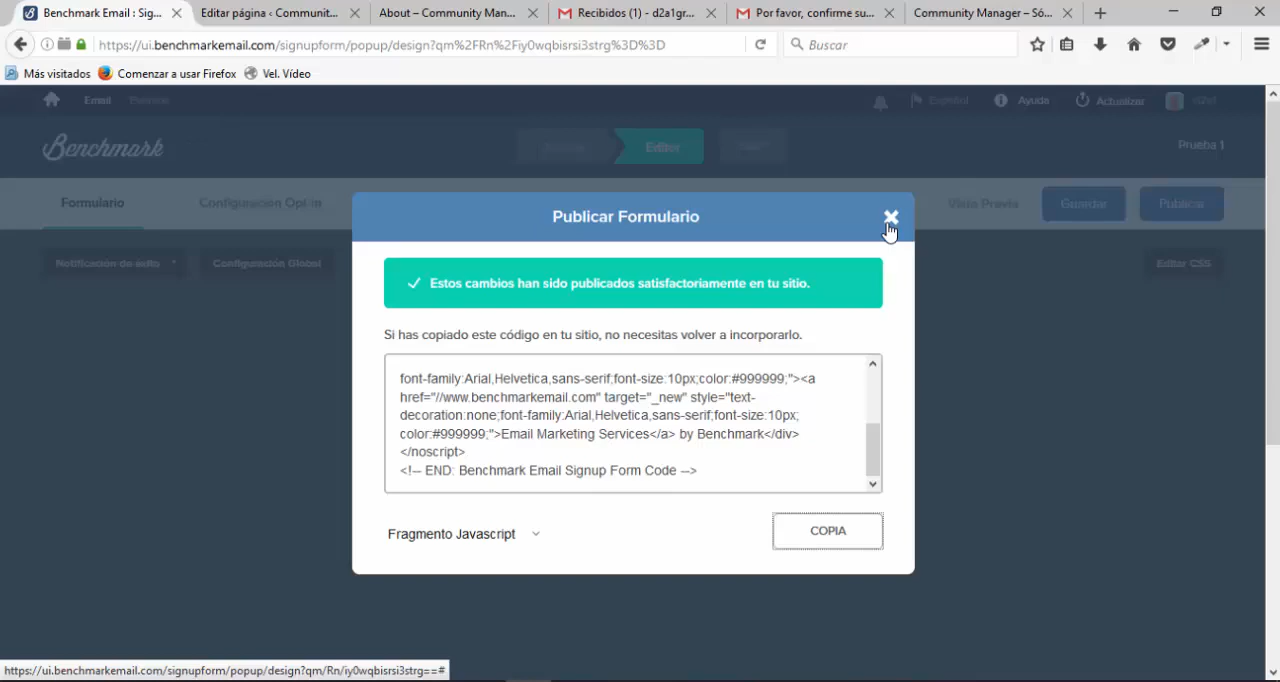 Benchmark Email : Sig...
Editar página ‹ Communit...
About – Community Man...
Recibidos (1) - d2a1gr...
Por favor, confirme su...
Community Manager – Só...
https://ui.benchmarkemail.com/signupform/popup/design?qm%2FRn%2Fiy0wqbisrsi3strg%3D%3D
Buscar
Más visitados
Comenzar a usar Firefox
Vel. Vídeo
Email
Español
Ayuda
Actualizar
Benchmark
Editor
Prueba 1
Formulario
Configuración Opt-in
Vista Previa
Guardar
Publicar
Notificación de éxito
Configuración Global
Editar CSS
Publicar Formulario
Estos cambios han sido publicados satisfactoriamente en tu sitio.
Si has copiado este código en tu sitio, no necesitas volver a incorporarlo.
font-family:Arial,Helvetica,sans-serif;font-size:10px;color:#999999;"><a
href="//www.benchmarkemail.com" target="_new" style="text-
decoration:none;font-family:Arial,Helvetica,sans-serif;font-size:10px;
color:#999999;">Email Marketing Services</a> by Benchmark</div>
</noscript>
<!-- END: Benchmark Email Signup Form Code -->
Fragmento Javascript
COPIA
https://ui.benchmarkemail.com/signupform/popup/design?qm/Rn/iy0wqbisrsi3strg==#